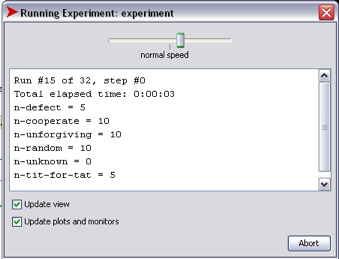 Running Experiment: experiment
normal speed
Run #15 of 32, step #0
Total elapsed time: 0:00:03
n-defect = 5
n-cooperate = 10
n-unforgiving = 10
n-random = 10
n-unknown = 0
n-tit-for-tat = 5
Update view
Update plots and monitors
Abort